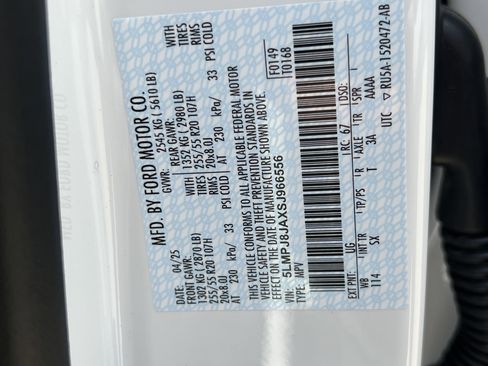 MFD. BY FORD MOTOR CO.
DATE: 04/25 GVWR: 2545 KG ( 5610 LB)
FRONT GAWR: REAR GAWR:
1302 KG ( 2870 LB) 1352 KG ( 2980 LB)
255/55 R20 107H TIRES 255/55 R20 107H TIRES
20x8.0J RIMS 20x8.0J RIMS
AT 230 kPa/ 33 PSI COLD AT 230 kPa/ 33 PSI COLD
THIS VEHICLE CONFORMS TO ALL APPLICABLE FEDERAL MOTOR
VEHICLE SAFETY AND THEFT PREVENTION STANDARDS IN
EFFECT ON THE DATE OF MANUFACTURE SHOWN ABOVE.
VIN: 5LMPJ8JAXSJ966556 F0149
TYPE: MPV T0168
EXT PNT: UG RC: 67 DSO:
WB INT TR TP/PS R AXLE TR SPR
114 SX T 3A AAAA
UTC ▽ RU5A-1520472-AB